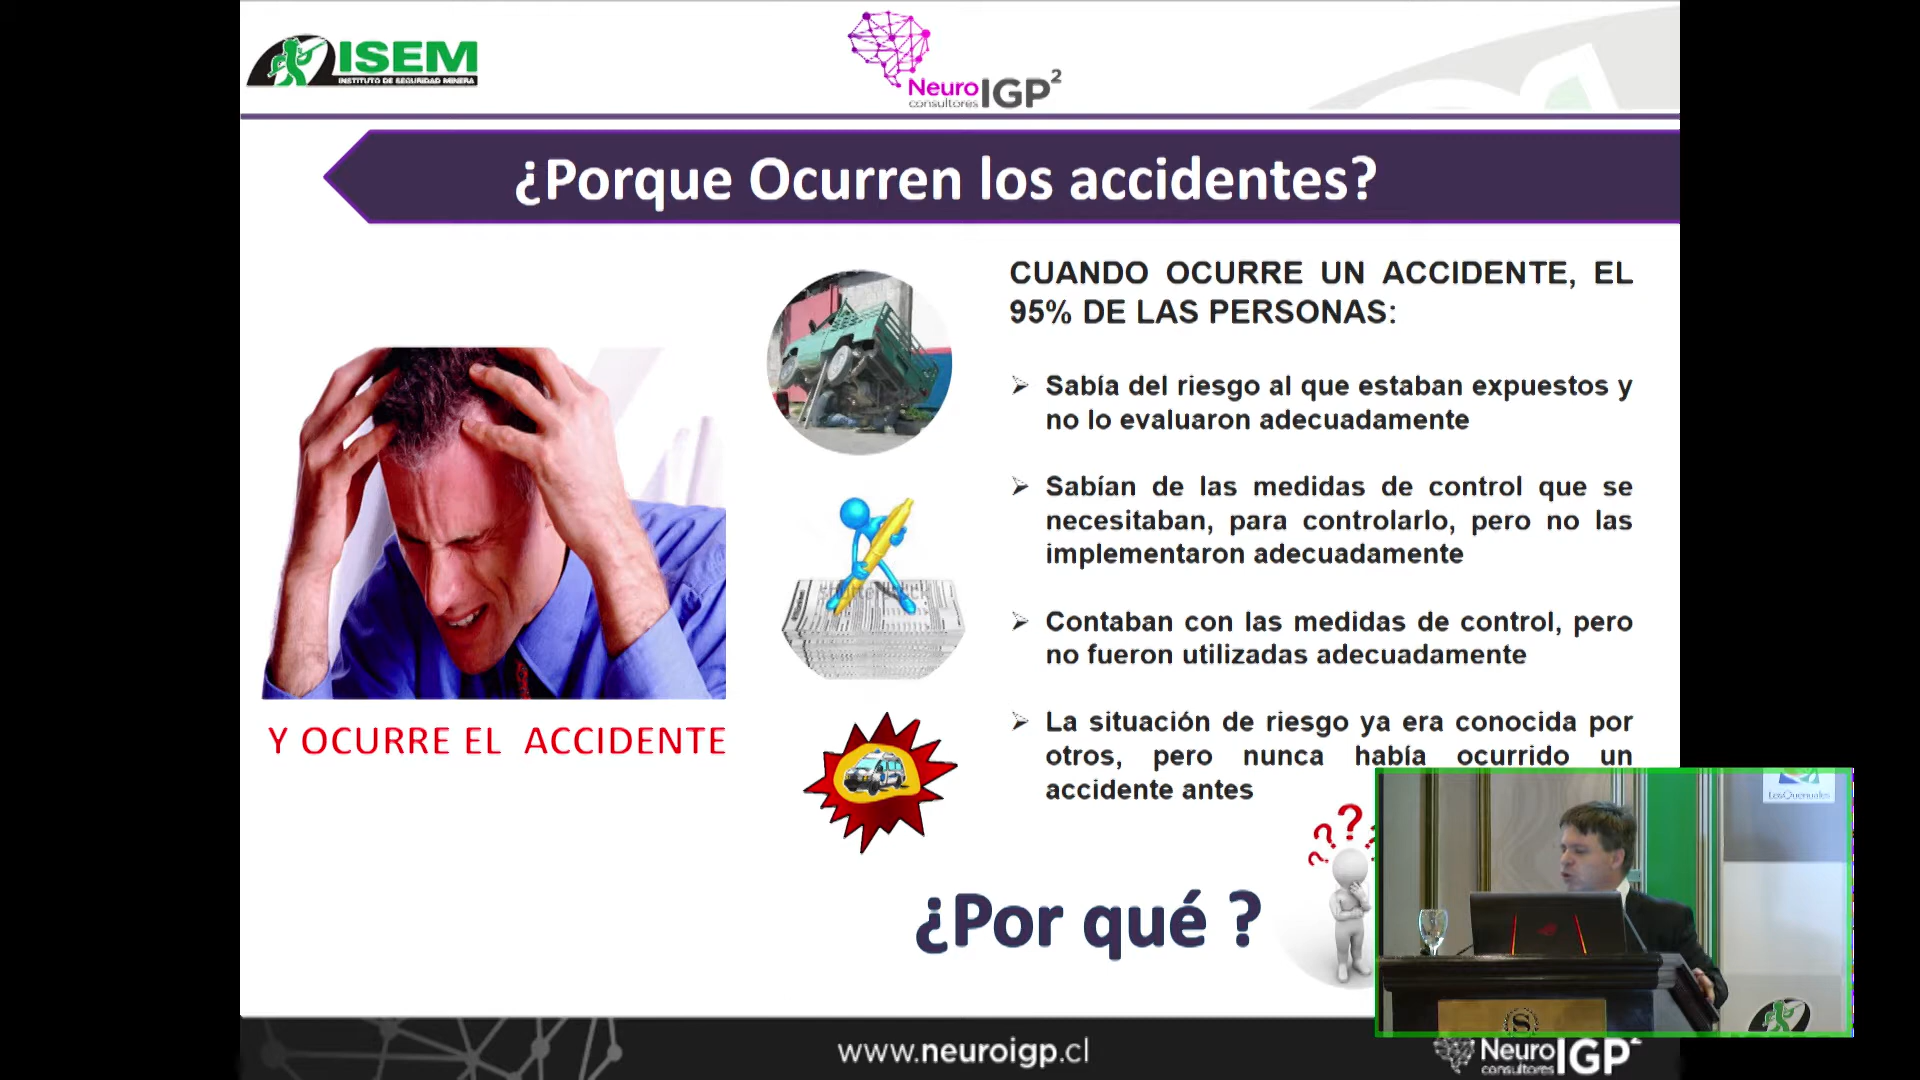 ISEM
INSTITUTO DE SEGURIDAD MINERA
Neuro IGP²
consultores
¿Porque Ocurren los accidentes?
CUANDO OCURRE UN ACCIDENTE, EL
95% DE LAS PERSONAS:
➢ Sabía del riesgo al que estaban expuestos y
no lo evaluaron adecuadamente
➢ Sabían de las medidas de control que se
necesitaban, para controlarlo, pero no las
implementaron adecuadamente
➢ Contaban con las medidas de control, pero
no fueron utilizadas adecuadamente
➢ La situación de riesgo ya era conocida por
otros, pero nunca había ocurrido un
accidente antes
Y OCURRE EL ACCIDENTE
¿Por qué ?
???
LosQuenuales
S
www.neuroigp.cl
Neuro IGP²
consultores